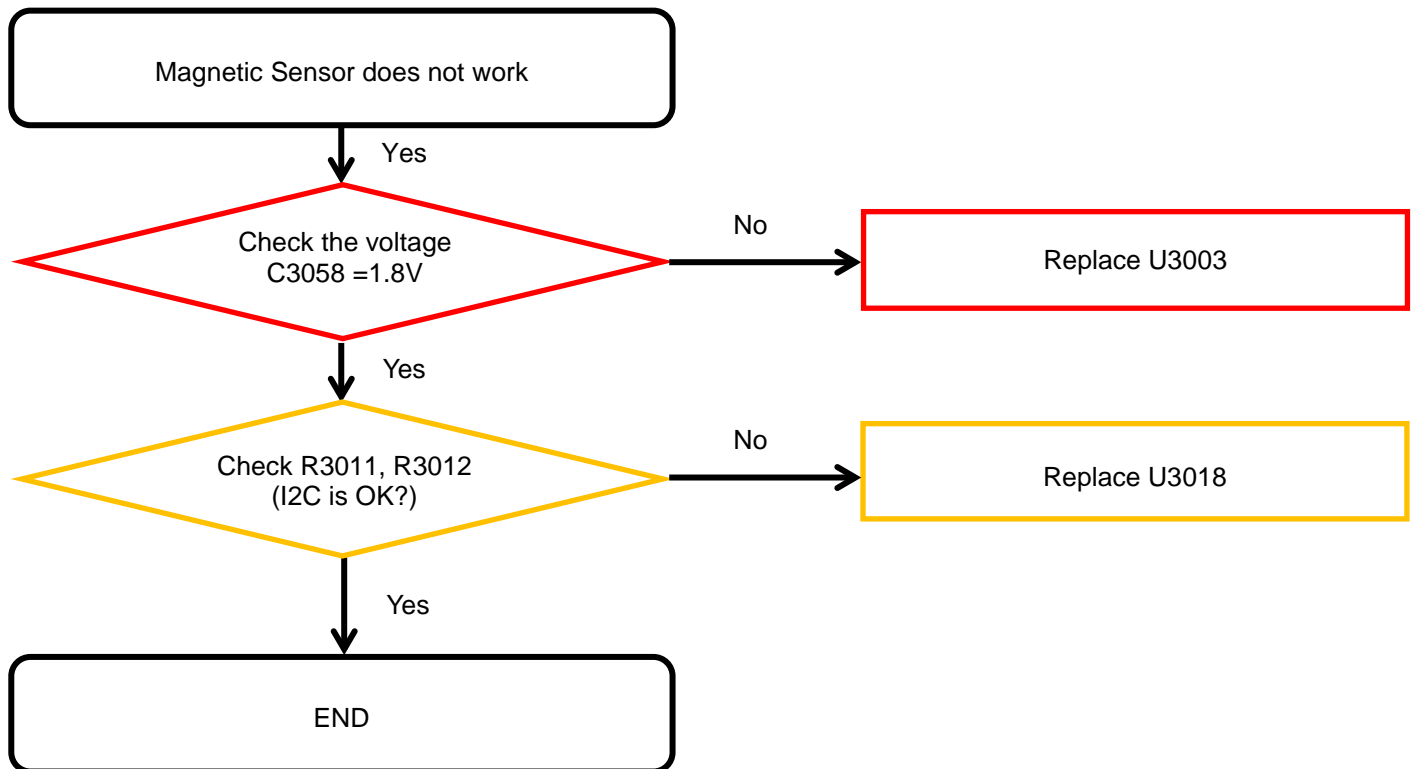 Magnetic Sensor does not work
Yes
Check the voltage
C3058 =1.8V
No
Replace U3003
Yes
Check R3011, R3012
(I2C is OK?)
No
Replace U3018
Yes
END